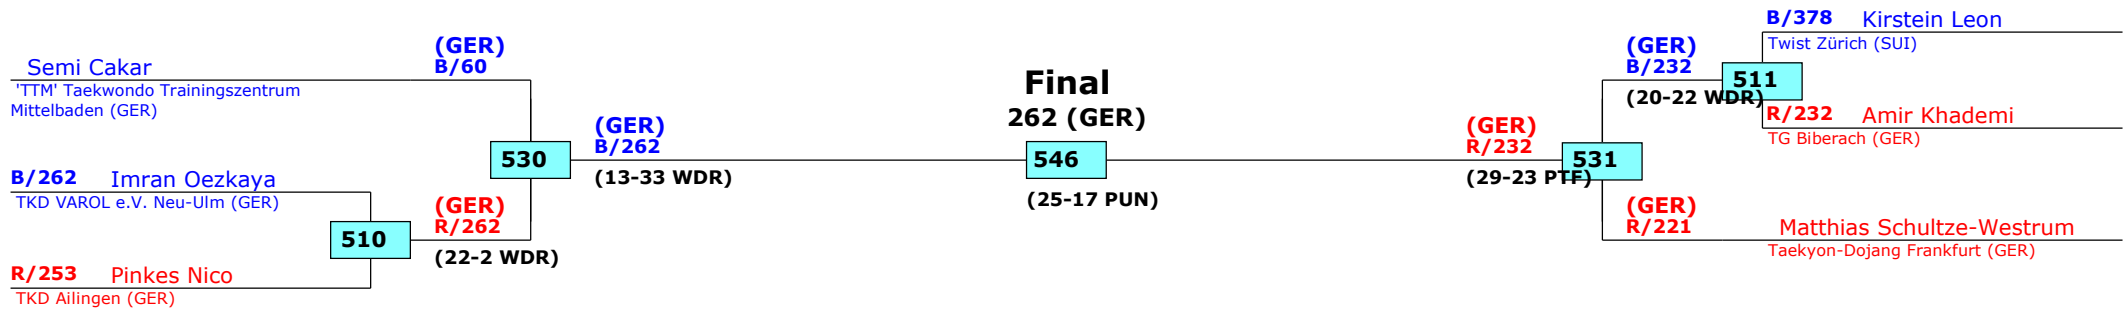 Semi Cakar
'TTM' Taekwondo Trainingszentrum
Mittelbaden (GER)
(GER)
B/60
B/262 Imran Oezkaya
TKD VAROL e.V. Neu-Ulm (GER)
510
R/253 Pinkes Nico
TKD Ailingen (GER)
(GER)
R/262
(22-2 WDR)
530
(GER)
B/262
(13-33 WDR)
Final
262 (GER)
546
(25-17 PUN)
(GER)
R/232
(29-23 PTF)
531
(GER)
B/232
(20-22 WDR)
511
B/378 Kirstein Leon
Twist Zürich (SUI)
R/232 Amir Khademi
TG Biberach (GER)
(GER)
R/221
Matthias Schultze-Westrum
Taekyon-Dojang Frankfurt (GER)